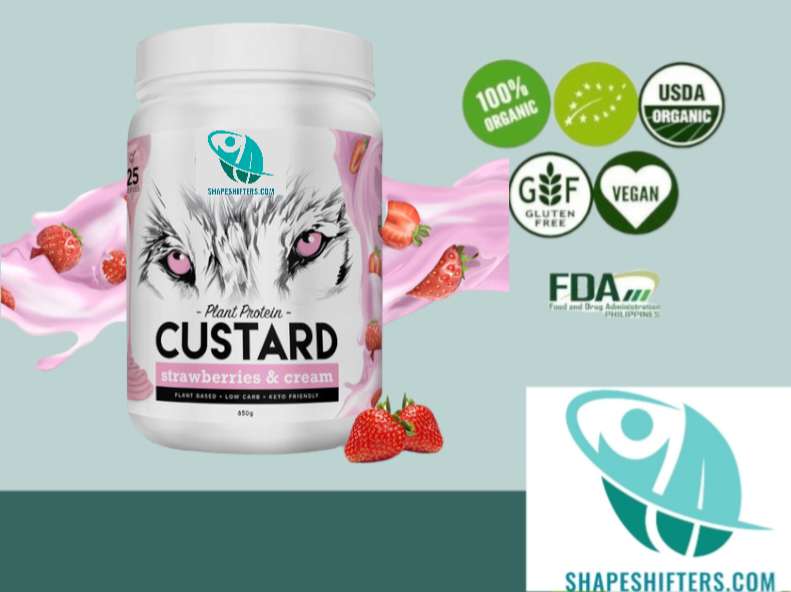 SHAPESHIFTERS.COM
25
- Plant Protein -
CUSTARD
strawberries & cream
PLANT BASED • LOW CARB • KETO FRIENDLY
650g
100%
ORGANIC
USDA
ORGANIC
GF
GLUTEN
FREE
VEGAN
FDA
Food and Drug Administration
PHILIPPINES
SHAPESHIFTERS.COM